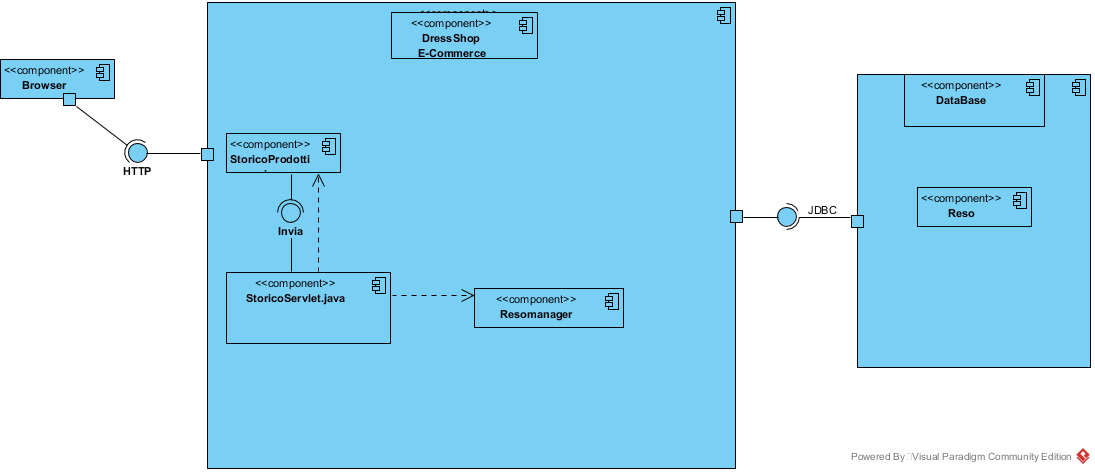 <<component>>
DressShop
E-Commerce
<<component>>
Browser
HTTP
<<component>>
StoricoProdotti
Invia
<<component>>
StoricoServlet.java
<<component>>
Resomanager
JDBC
<<component>>
DataBase
<<component>>
Reso
Powered By Visual Paradigm Community Edition